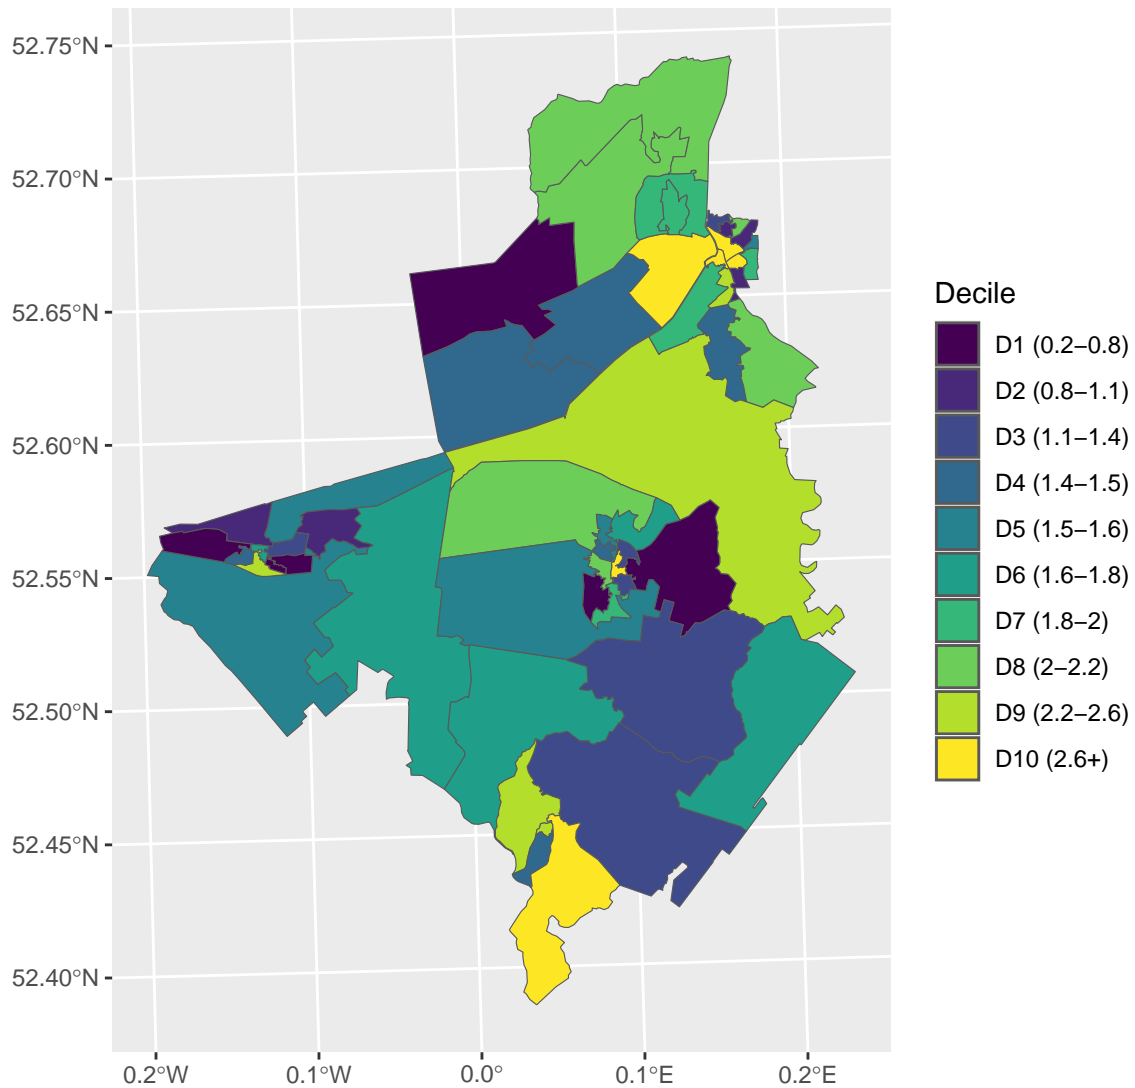 52.75°N
52.70°N
52.65°N
52.60°N
52.55°N
52.50°N
52.45°N
52.40°N
0.2°W
0.1°W
0.0°
0.1°E
0.2°E
Decile
D1 (0.2–0.8)
D2 (0.8–1.1)
D3 (1.1–1.4)
D4 (1.4–1.5)
D5 (1.5–1.6)
D6 (1.6–1.8)
D7 (1.8–2)
D8 (2–2.2)
D9 (2.2–2.6)
D10 (2.6+)